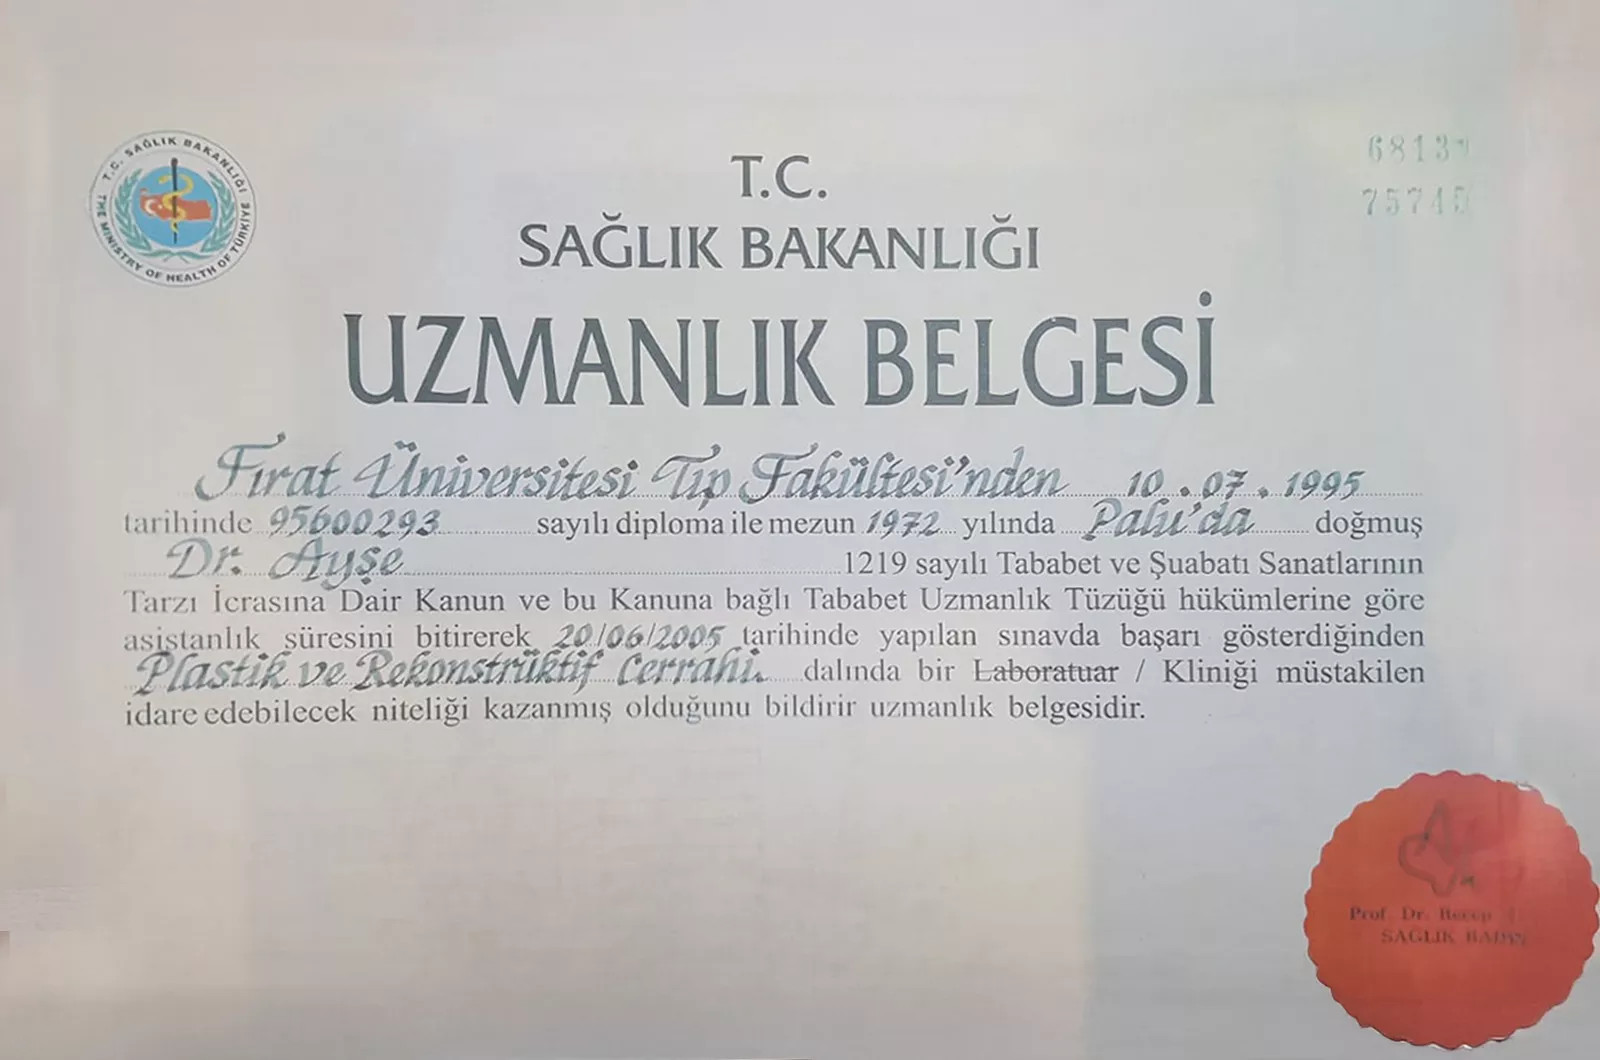 T.C. SAĞLIK BAKANLIĞI
THE MINISTRY OF HEALTH OF TÜRKİYE
T.C.
SAĞLIK BAKANLIĞI
UZMANLIK BELGESİ
Fırat Üniversitesi Tıp Fakültesi'nden 10.07.1995
tarihinde 95600293 sayılı diploma ile mezun 1972 yılında Palu'da doğmuş
Dr. Ayşe 1219 sayılı Tababet ve Şuabatı Sanatlarının
Tarzı İcrasına Dair Kanun ve bu Kanuna bağlı Tababet Uzmanlık Tüzüğü hükümlerine göre
asistanlık süresini bitirerek 20/06/2005 tarihinde yapılan sınavda başarı gösterdiğinden
Plastik ve Rekonstrüktif Cerrahi. dalında bir Laboratuar / Kliniği müstakilen
idare edebilecek niteliği kazanmış olduğunu bildirir uzmanlık belgesidir.
Prof. Dr. Recep
SAĞLIK